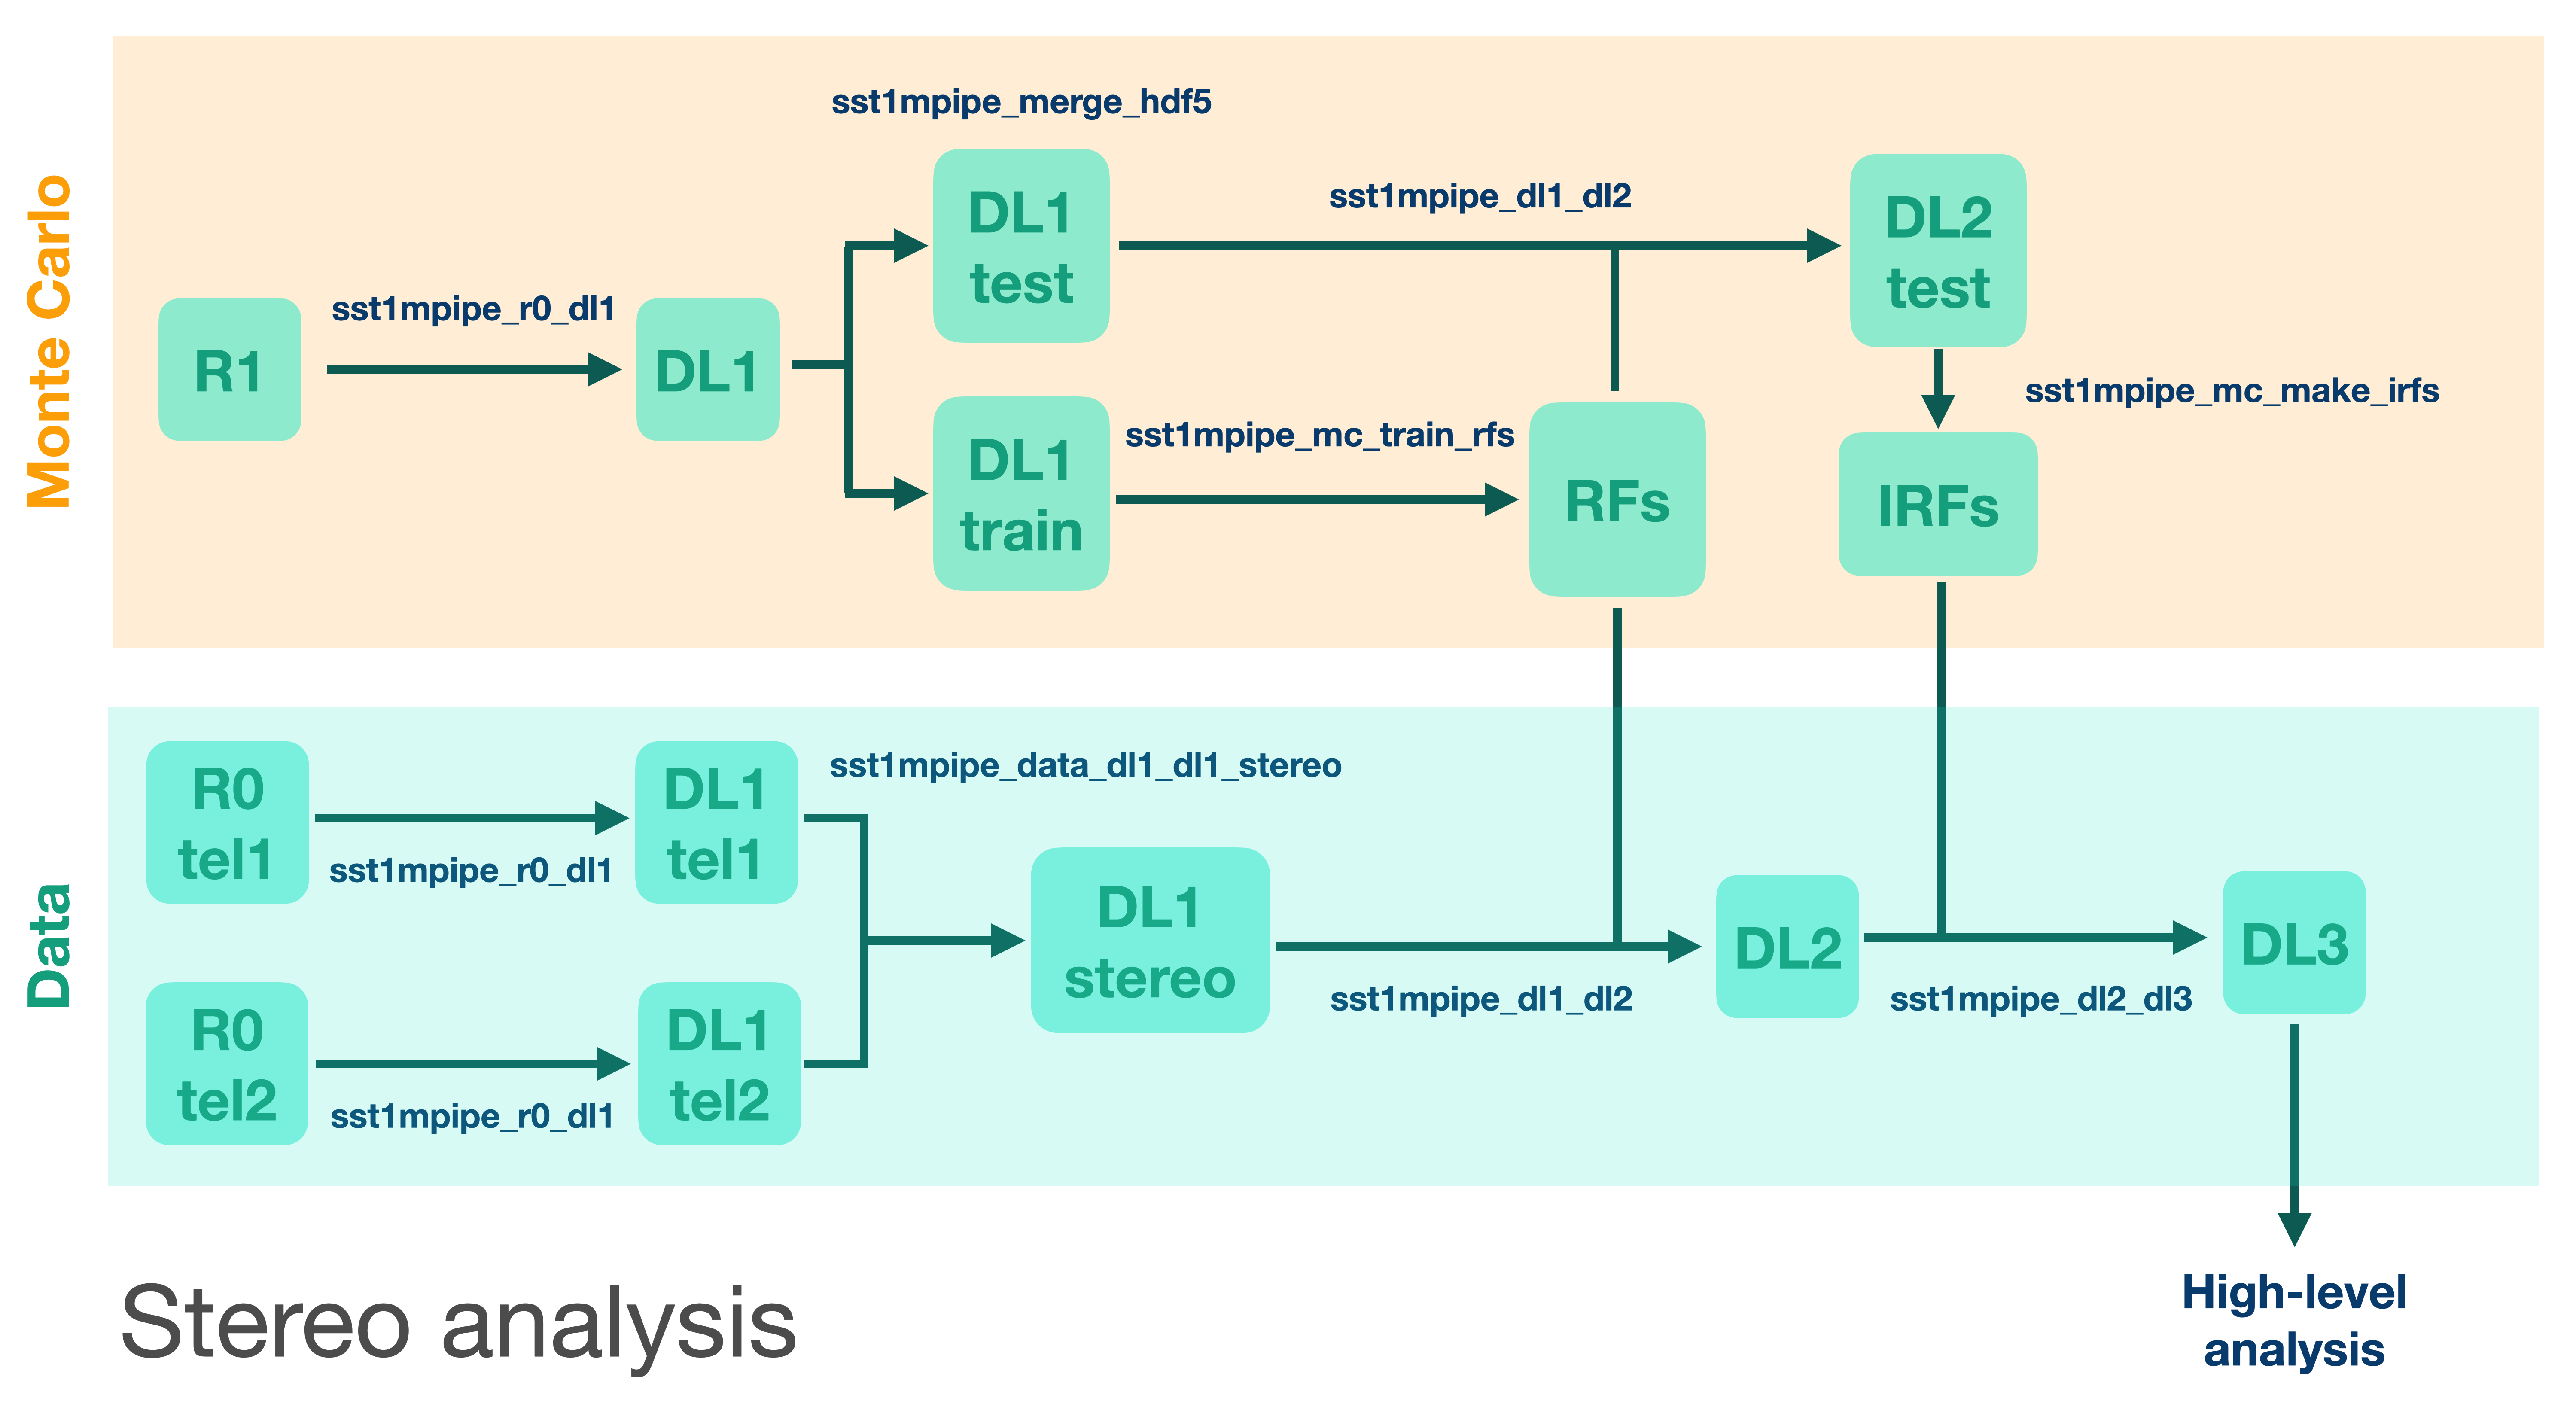 Monte Carlo
sst1mpipe_merge_hdf5
R1
sst1mpipe_r0_dl1
DL1
DL1
test
sst1mpipe_dl1_dl2
DL2
test
DL1
train
sst1mpipe_mc_train_rfs
RFs
sst1mpipe_mc_make_irfs
IRFs
Data
R0
tel1
sst1mpipe_r0_dl1
DL1
tel1
sst1mpipe_data_dl1_dl1_stereo
R0
tel2
sst1mpipe_r0_dl1
DL1
tel2
DL1
stereo
sst1mpipe_dl1_dl2
DL2
sst1mpipe_dl2_dl3
DL3
High-level
analysis
Stereo analysis